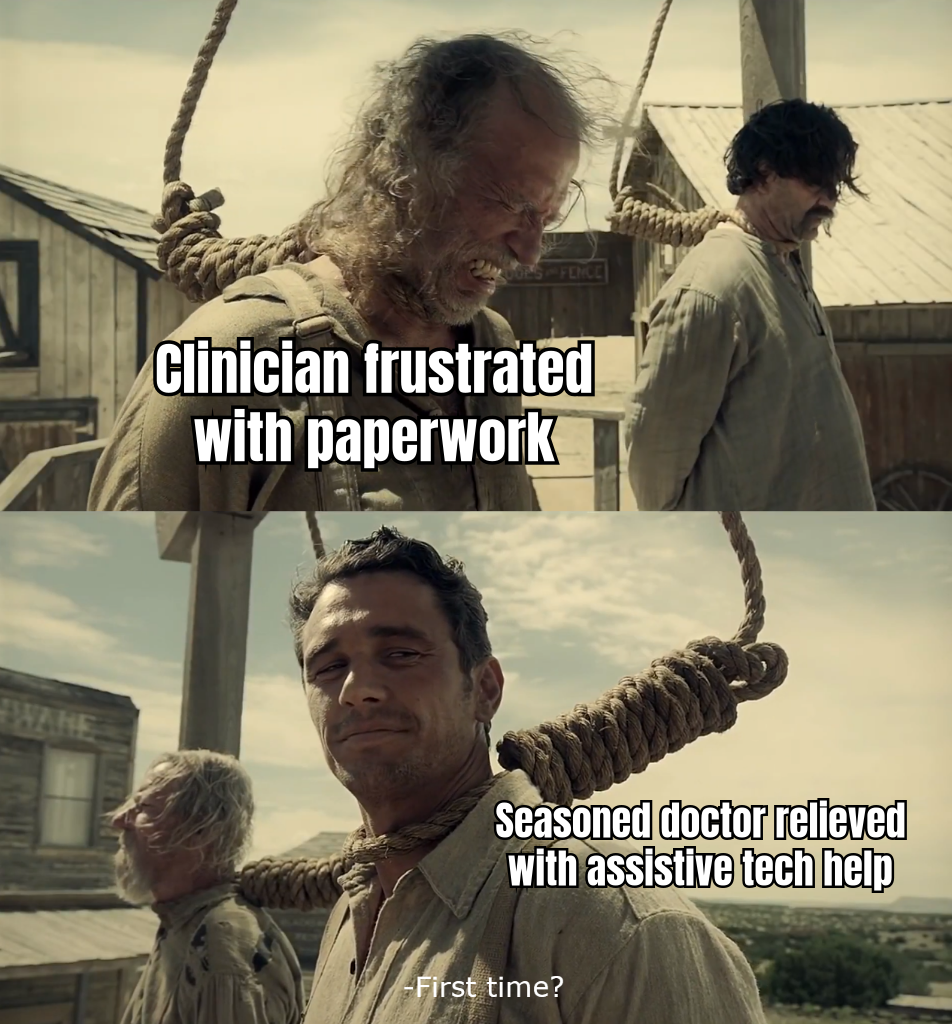 Clinician frustrated
with paperwork
Seasoned doctor relieved
with assistive tech help
-First time?